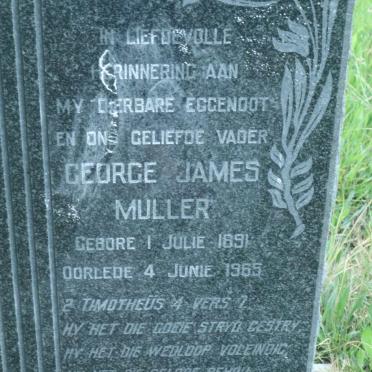 IN LIEFDEVOLLE
HERINNERING AAN
MY DIERBARE EGGENOOT
EN ONS GELIEFDE VADER
GEORGE JAMES
MULLER
GEBORE 1 JULIE 1891
OORLEDE 4 JUNIE 1965
2 TIMOTHEÜS 4 VERS 7.
HY HET DIE GOEIE STRYD GESTRY,
HY HET DIE WEDLOOP VOLEINDIG,